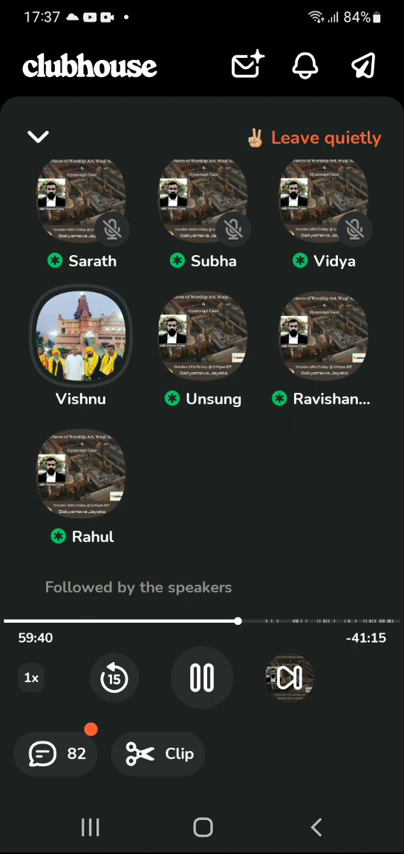 17:37
84%
clubhouse
Leave quietly
Sarath Subha Vidya
Vishnu Unsung Ravishan...
Rahul
Followed by the speakers
59:40 -41:15
1x 15
82 Clip